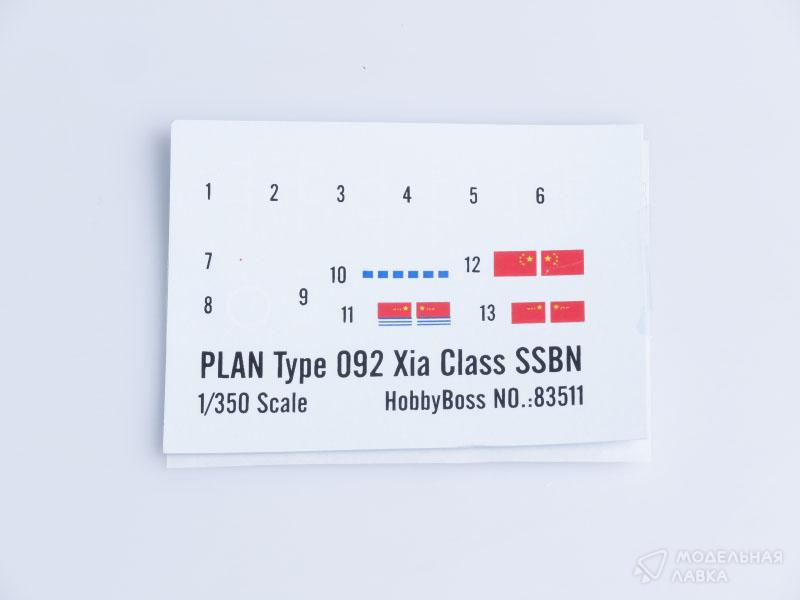 1 2 3 4 5 6
7 10 12
8 9 11 13
PLAN Type 092 Xia Class SSBN
1/350 Scale HobbyBoss NO.:83511
МОДЕЛЬНАЯ
ЛАВКА